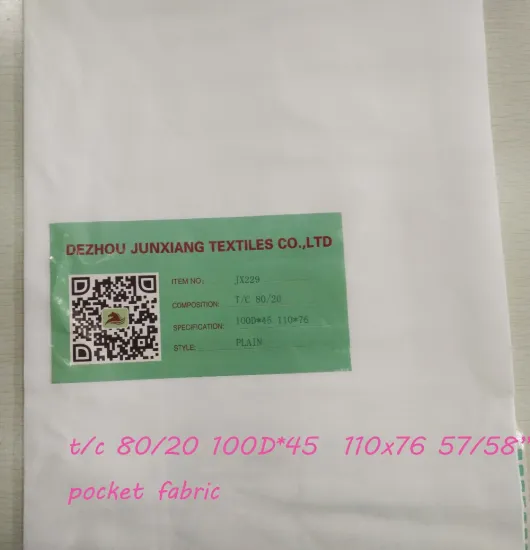 DEZHOU JUNXIANG TEXTILES CO.,LTD
ITEM NO.: JX229
COMPOSITION: T/C 80/20
SPECIFICATION: 100D*45 110*76
STYLE: PLAIN
t/c 80/20 100D*45 110x76 57/58"
pocket fabric